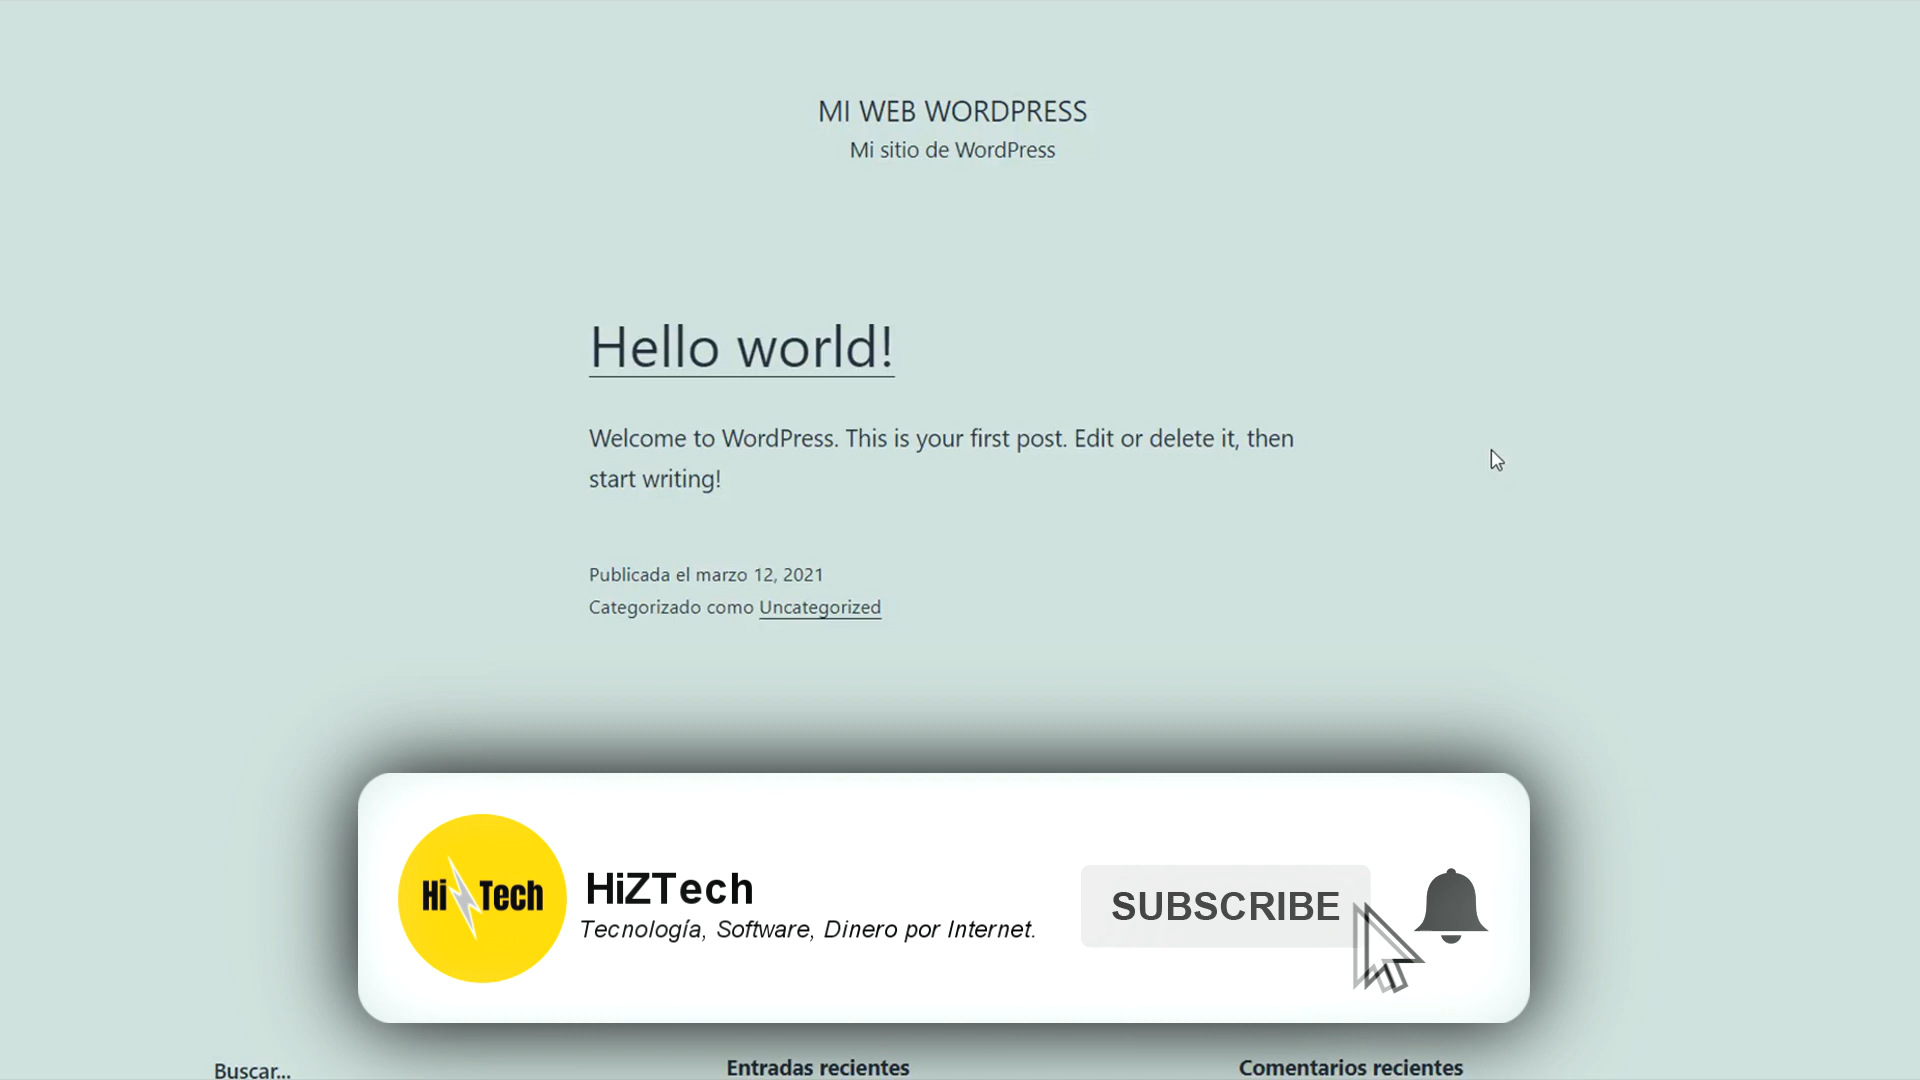 MI WEB WORDPRESS
Mi sitio de WordPress
Hello world!
Welcome to WordPress. This is your first post. Edit or delete it, then
start writing!
Publicada el marzo 12, 2021
Categorizado como Uncategorized
Hi Tech
HiZTech
Tecnología, Software, Dinero por Internet.
SUBSCRIBE
Buscar...
Entradas recientes
Comentarios recientes